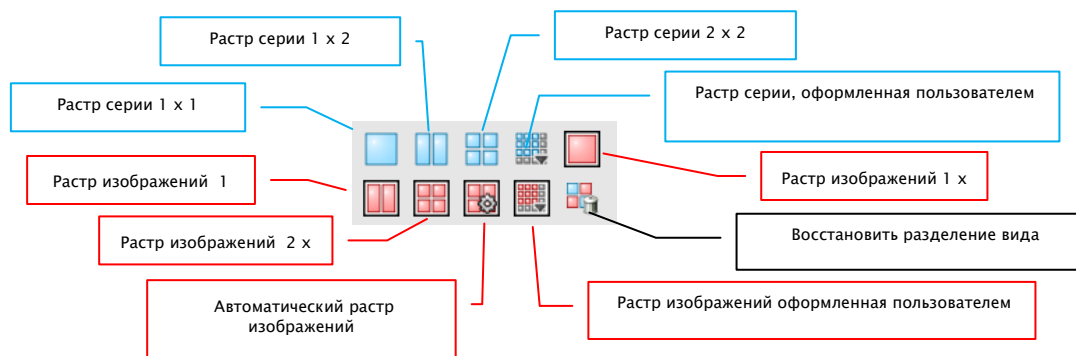 Растр серии 1 x 2
Растр серии 2 x 2
Растр серии 1 x 1
Растр серии, оформленная пользователем
Растр изображений 1
Растр изображений 1 x
Растр изображений 2 x
Восстановить разделение вида
Автоматический растр
изображений
Растр изображений оформленная пользователем